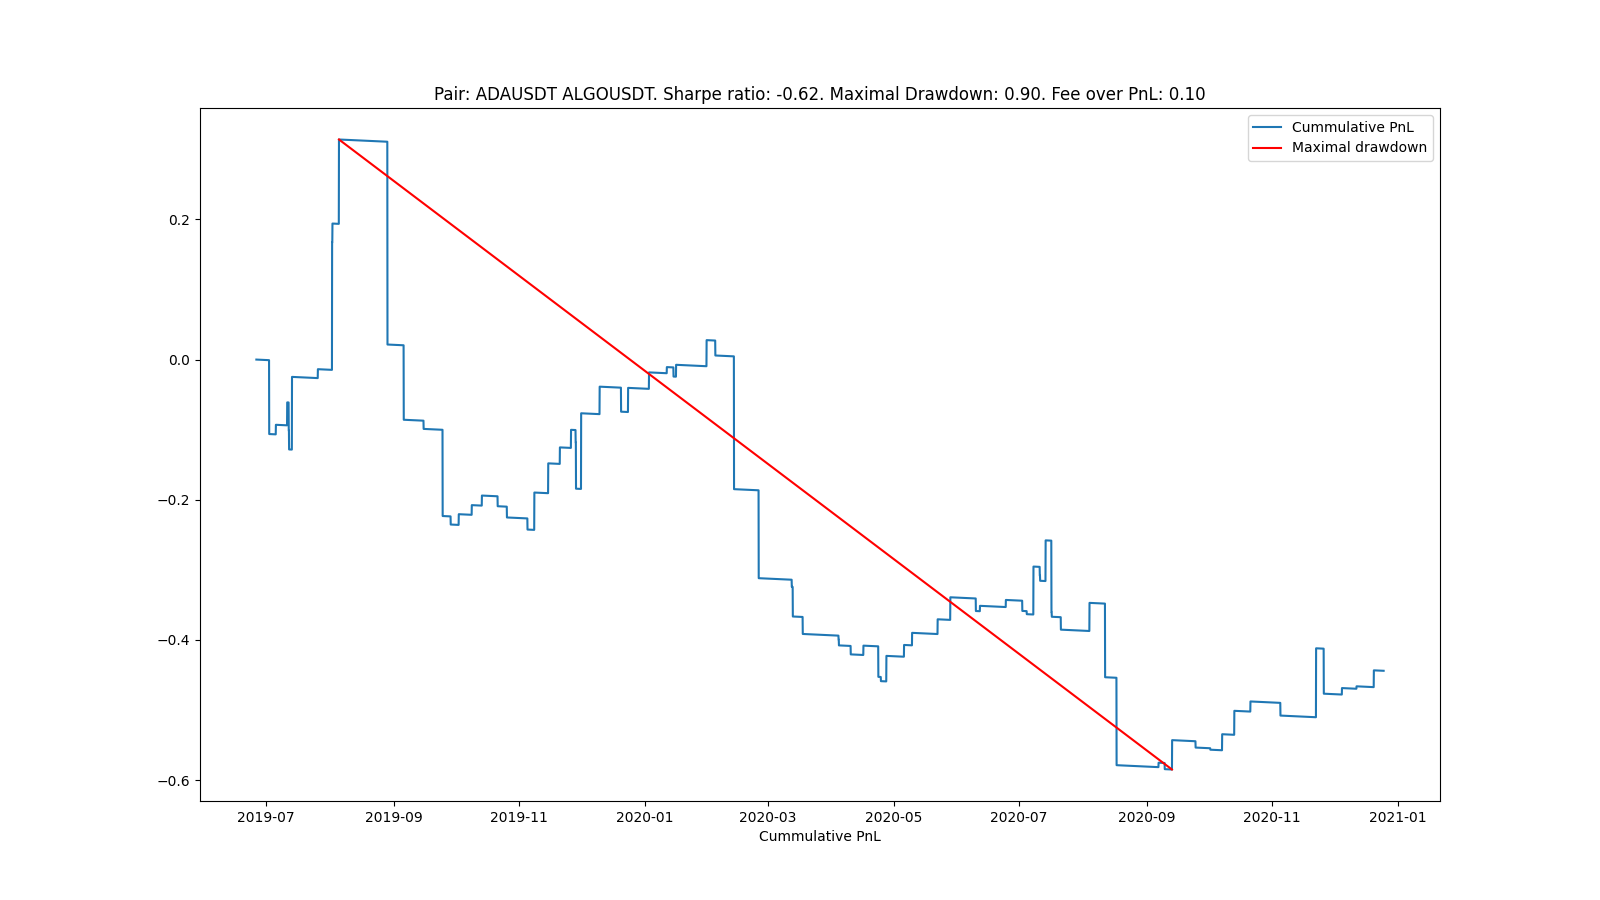 Pair: ADAUSDT ALGOUSDT. Sharpe ratio: -0.62. Maximal Drawdown: 0.90. Fee over PnL: 0.10
Cummulative PnL
Maximal drawdown
0.2
0.0
−0.2
−0.4
−0.6
2019-07 2019-09 2019-11 2020-01 2020-03 2020-05 2020-07 2020-09 2020-11 2021-01
Cummulative PnL